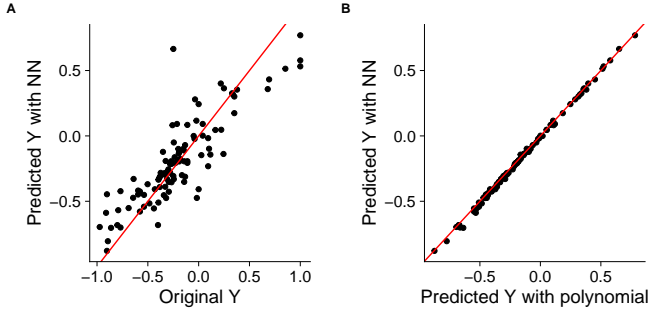 A
Predicted Y with NN
0.5
0.0
−0.5
−1.0 −0.5 0.0 0.5 1.0
Original Y
B
Predicted Y with NN
0.5
0.0
−0.5
−0.5 0.0 0.5
Predicted Y with polynomial